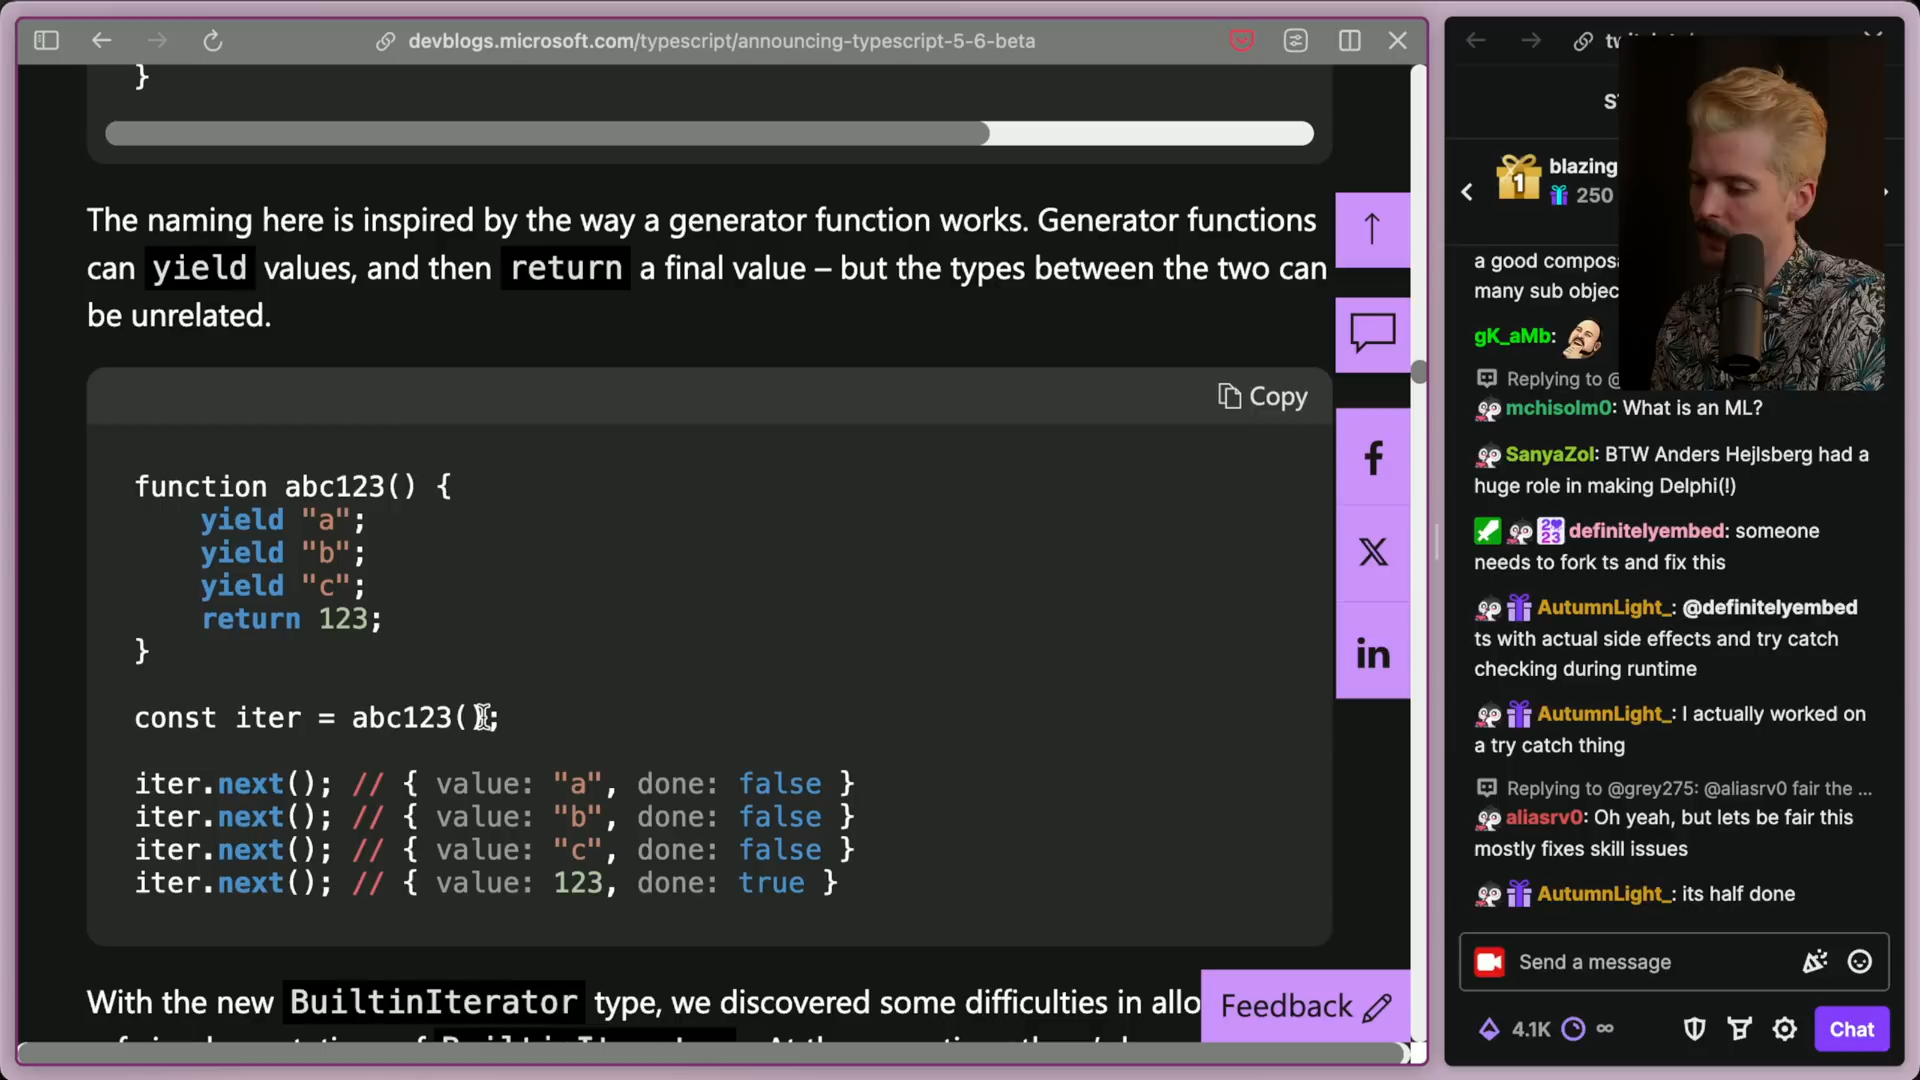 devblogs.microsoft.com/typescript/announcing-typescript-5-6-beta
}
The naming here is inspired by the way a generator function works. Generator functions
can yield values, and then return a final value – but the types between the two can
be unrelated.
Copy
function abc123() {
    yield "a";
    yield "b";
    yield "c";
    return 123;
}
const iter = abc123();
iter.next(); // { value: "a", done: false }
iter.next(); // { value: "b", done: false }
iter.next(); // { value: "c", done: false }
iter.next(); // { value: 123, done: true }
With the new BuiltinIterator type, we discovered some difficulties in allo
Feedback
blazing
250
a good compos
many sub objec
gK_aMb:
Replying to @
mchisolm0: What is an ML?
SanyaZol: BTW Anders Hejlsberg had a
huge role in making Delphi(!)
definitelyembed: someone
needs to fork ts and fix this
AutumnLight_: @definitelyembed
ts with actual side effects and try catch
checking during runtime
AutumnLight_: I actually worked on
a try catch thing
Replying to @grey275: @aliasrv0 fair the ...
aliasrv0: Oh yeah, but lets be fair this
mostly fixes skill issues
AutumnLight_: its half done
Send a message
4.1K ∞
Chat